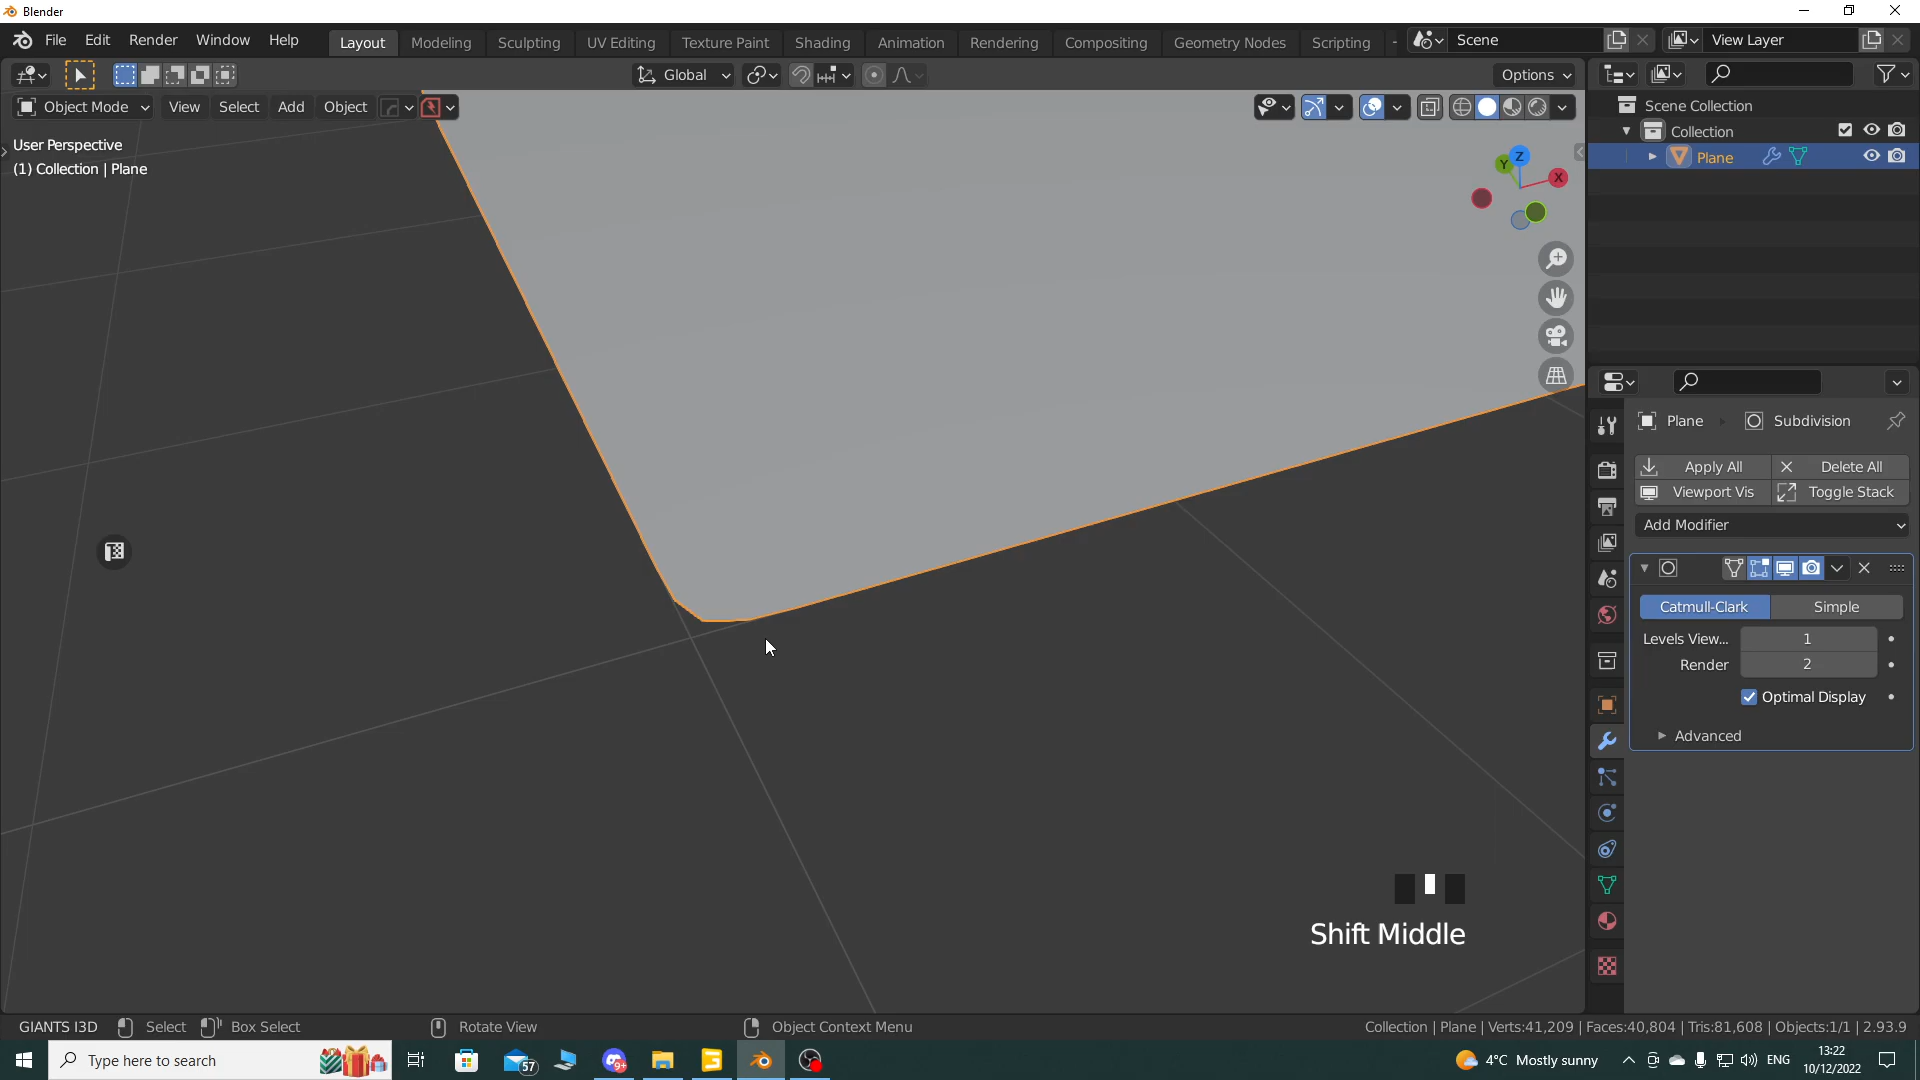 Blender
File Edit Render Window Help Layout Modeling Sculpting UV Editing Texture Paint Shading Animation Rendering Compositing Geometry Nodes Scripting Scene View Layer
Global Options
Object Mode View Select Add Object
User Perspective
(1) Collection | Plane
Z
Y
X
Scene Collection
Collection
Plane
Plane Subdivision
Apply All Delete All
Viewport Vis Toggle Stack
Add Modifier
Catmull-Clark Simple
Levels View... 1
Render 2
Optimal Display
Advanced
Shift Middle
GIANTS I3D Select Box Select Rotate View Object Context Menu Collection | Plane | Verts:41,209 | Faces:40,804 | Tris:81,608 | Objects:1/1 | 2.93.9
Type here to search 57 9+ 4°C Mostly sunny ENG 13:22
10/12/2022